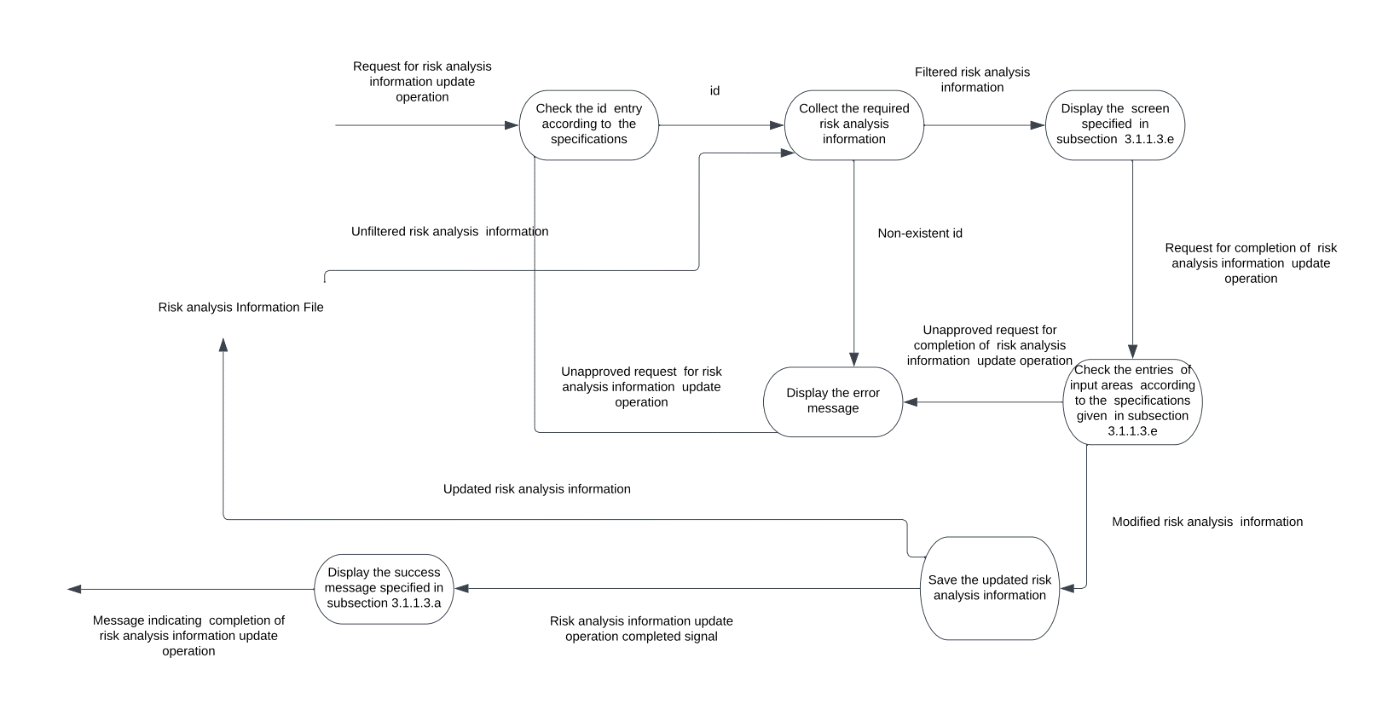 Request for risk analysis
information update
operation
Check the id entry
according to the
specifications
id
Collect the required
risk analysis
information
Filtered risk analysis
information
Display the screen
specified in
subsection 3.1.1.3.e
Unfiltered risk analysis information
Non-existent id
Request for completion of risk
analysis information update
operation
Risk analysis Information File
Unapproved request for risk
analysis information update
operation
Display the error
message
Unapproved request for
completion of risk analysis
information update operation
Check the entries of
input areas according
to the specifications
given in subsection
3.1.1.3.e
Updated risk analysis information
Modified risk analysis information
Display the success
message specified in
subsection 3.1.1.3.a
Save the updated risk
analysis information
Message indicating completion of
risk analysis information update
operation
Risk analysis information update
operation completed signal